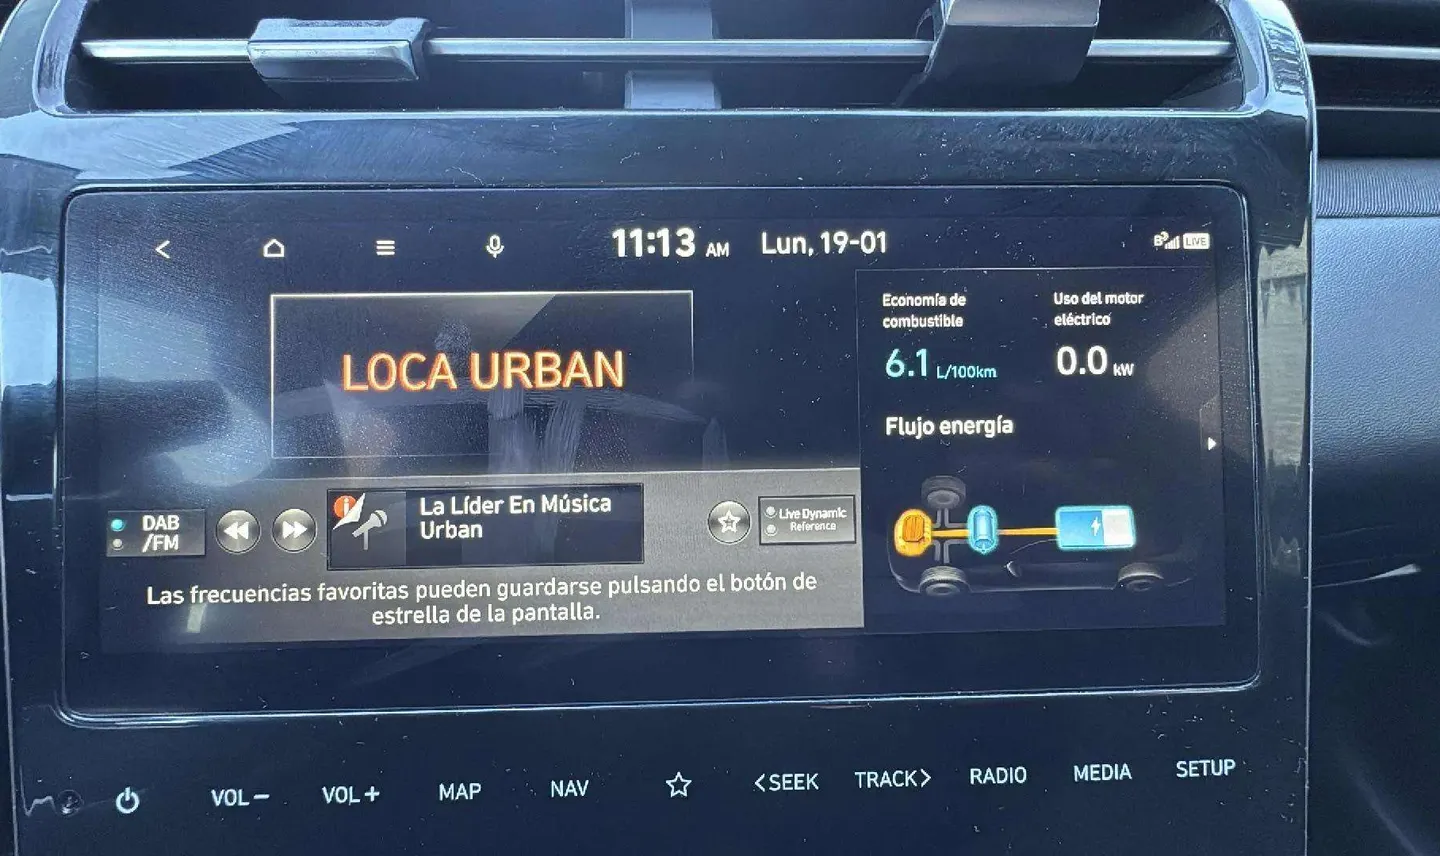 11:13 AM Lun, 19-01
LIVE
LOCA URBAN
Economía de
combustible
6.1 L/100km
Uso del motor
eléctrico
0.0 kW
Flujo energía
DAB
/FM
La Líder En Música
Urban
Live Dynamic
Reference
Las frecuencias favoritas pueden guardarse pulsando el botón de
estrella de la pantalla.
VOL− VOL+ MAP NAV <SEEK TRACK> RADIO MEDIA SETUP